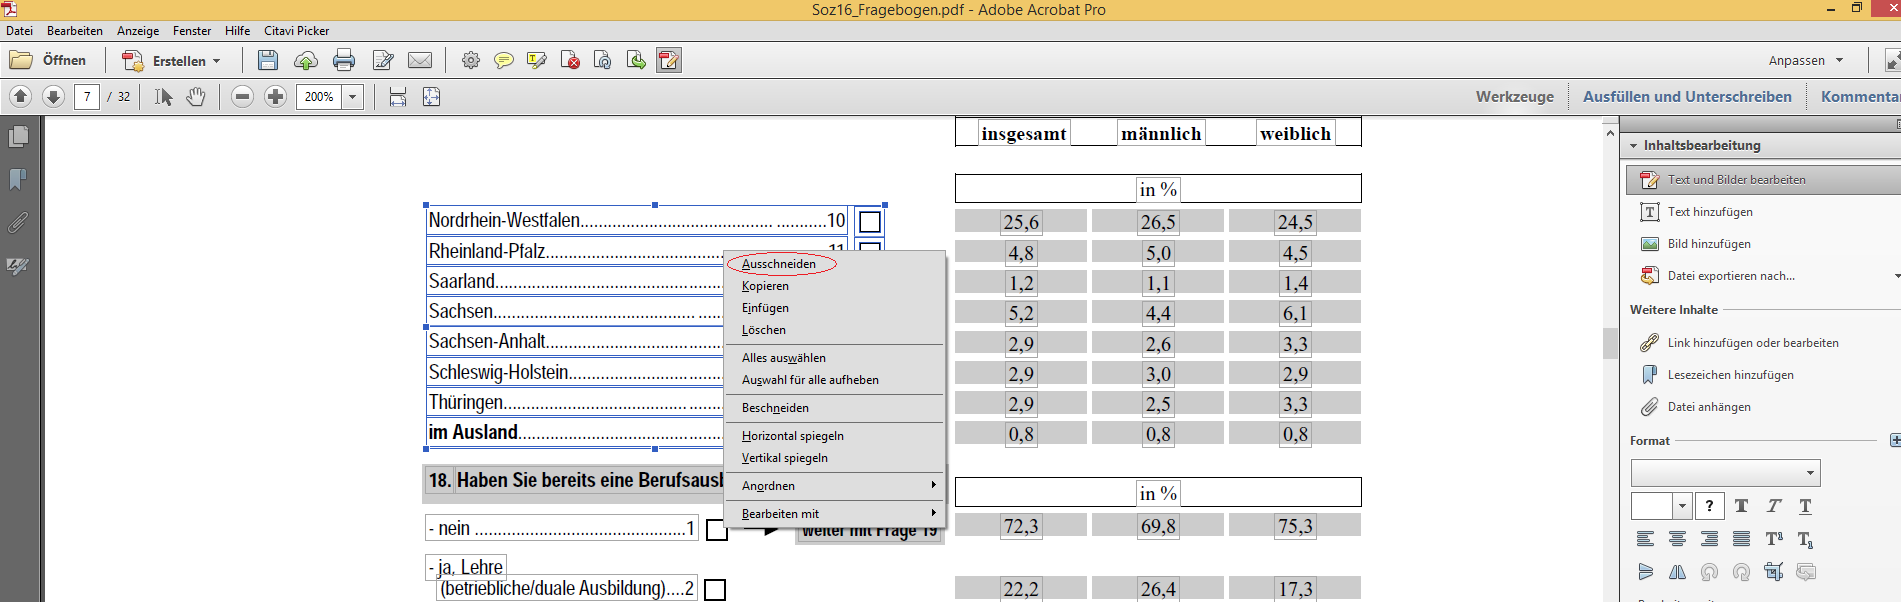 Soz16_Fragebogen.pdf - Adobe Acrobat Pro
Datei Bearbeiten Anzeige Fenster Hilfe Citavi Picker
Öffnen Erstellen Anpassen
7 / 32 200% Werkzeuge Ausfüllen und Unterschreiben Kommenta
insgesamt männlich weiblich
in %
Nordrhein-Westfalen.......................................... ...........10 25,6 26,5 24,5
Rheinland-Pfalz 4,8 5,0 4,5
Saarland 1,2 1,1 1,4
Sachsen 5,2 4,4 6,1
Sachsen-Anhalt 2,9 2,6 3,3
Schleswig-Holstein 2,9 3,0 2,9
Thüringen 2,9 2,5 3,3
im Ausland 0,8 0,8 0,8
18. Haben Sie bereits eine in %
- nein ...........................................1 weiter mit Frage 19 72,3 69,8 75,3
- ja, Lehre
(betriebliche/duale Ausbildung)....2 22,2 26,4 17,3
Ausschneiden
Kopieren
Einfügen
Löschen
Alles auswählen
Auswahl für alle aufheben
Beschneiden
Horizontal spiegeln
Vertikal spiegeln
Anordnen
Bearbeiten mit
Inhaltsbearbeitung
Text und Bilder bearbeiten
Text hinzufügen
Bild hinzufügen
Datei exportieren nach...
Weitere Inhalte
Link hinzufügen oder bearbeiten
Lesezeichen hinzufügen
Datei anhängen
Format